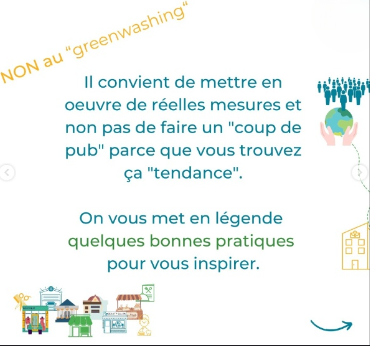 NON au "greenwashing"
Il convient de mettre en
oeuvre de réelles mesures et
non pas de faire un "coup de
pub" parce que vous trouvez
ça "tendance".
On vous met en légende
quelques bonnes pratiques
pour vous inspirer.